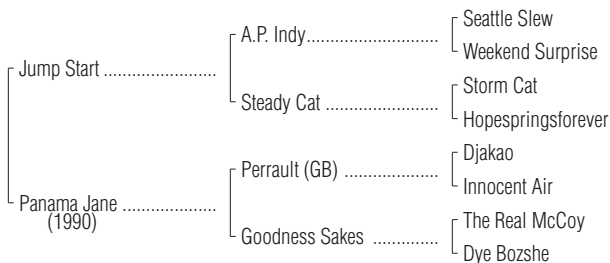 Seattle Slew
A.P. Indy
Weekend Surprise
Jump Start
Storm Cat
Steady Cat
Hopespringsforever
Djakao
Perrault (GB)
Innocent Air
Panama Jane
(1990)
The Real McCoy
Goodness Sakes
Dye Bozshe